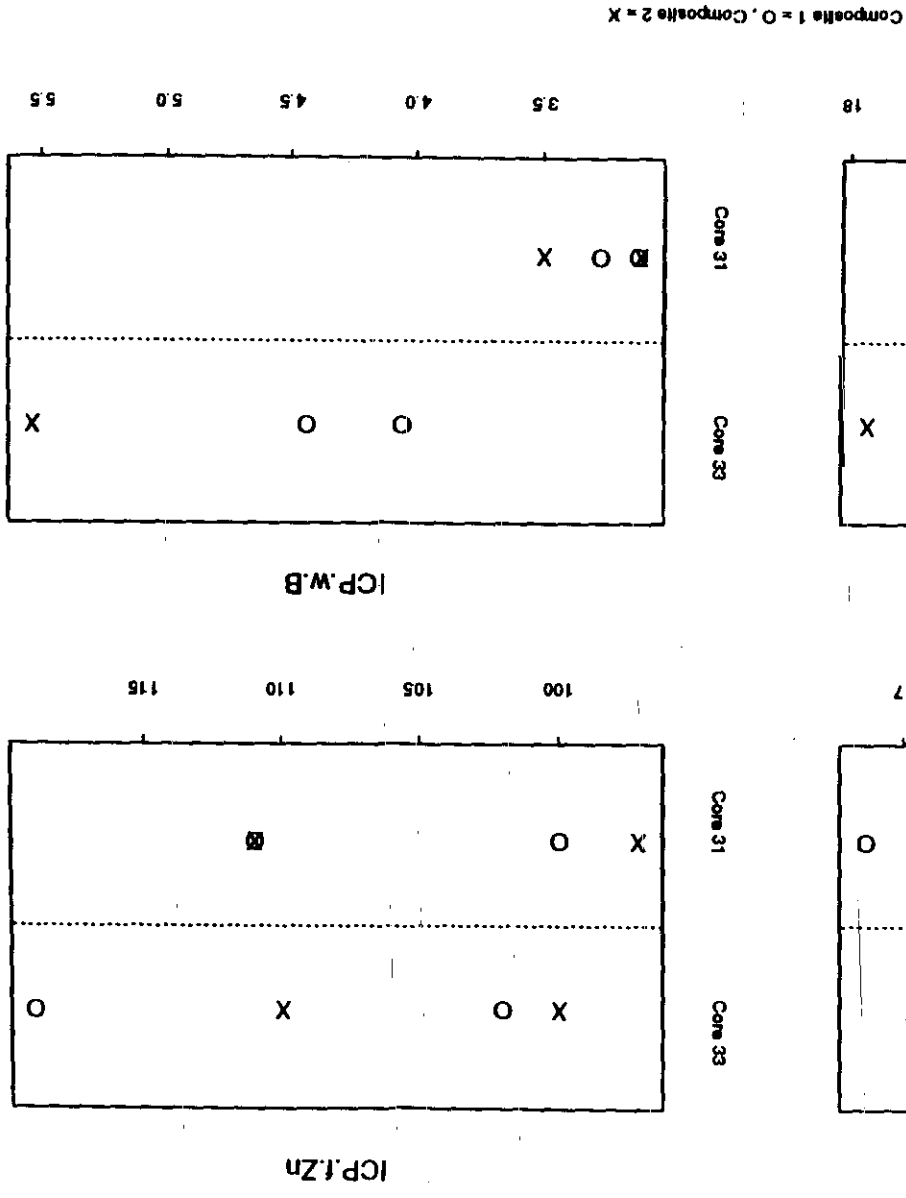 ICP.f.Zn
Core 31
Core 33
100
105
110
115
7
O
X
O
X
O
X
O
X
O
ICP.w.B
Core 31
Core 33
3.5
4.0
4.5
5.0
5.5
18
X
O
O
X
O
O
X
X
Composite 1 = O , Composite 2 = X